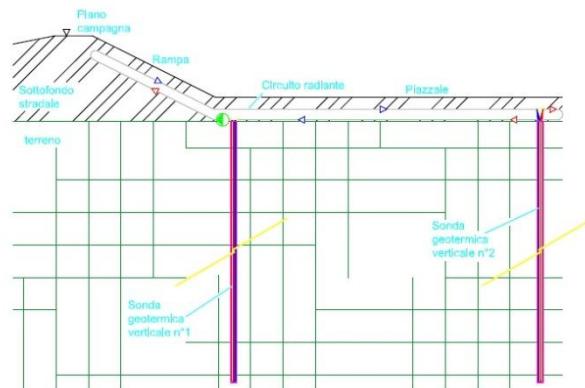 Piano
campagna
Rampa
Circuito radiante
Piazzale
Sottofondo
stradale
terreno
Sonda
geotermica
verticale n°2
Sonda
geotermica
verticale n°1